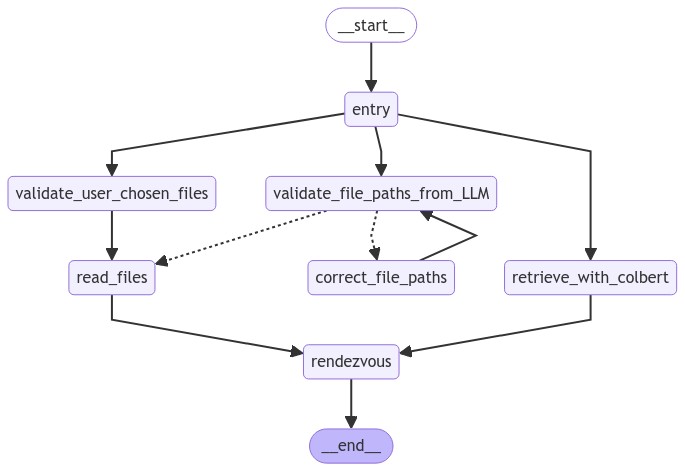 __start__
entry
validate_user_chosen_files
validate_file_paths_from_LLM
read_files
correct_file_paths
retrieve_with_colbert
rendezvous
__end__